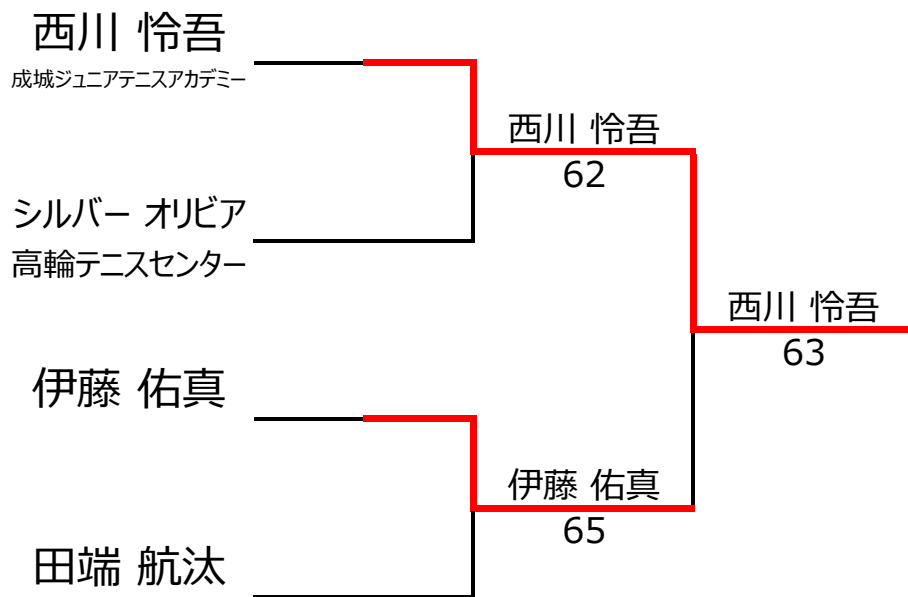 西川 怜吾
成城ジュニアテニスアカデミー
西川 怜吾
62
シルバー オリビア
高輪テニスセンター
西川 怜吾
63
伊藤 佑真
伊藤 佑真
65
田端 航汰